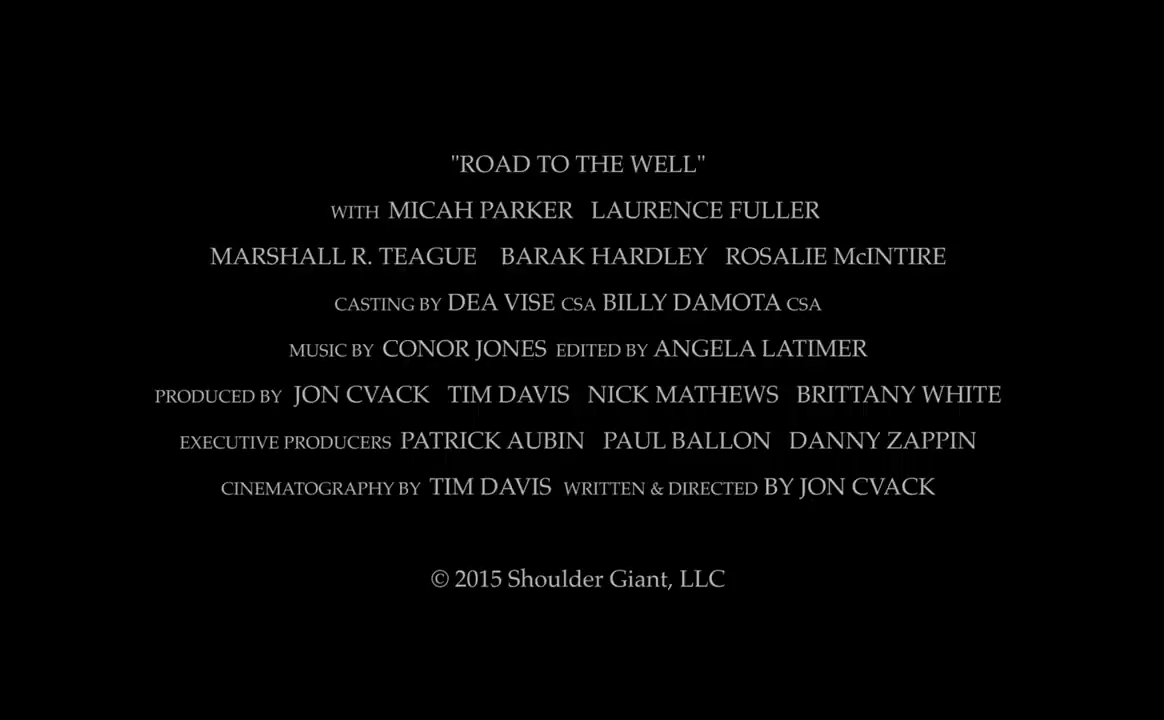 "ROAD TO THE WELL"
WITH MICAH PARKER LAURENCE FULLER
MARSHALL R. TEAGUE BARAK HARDLEY ROSALIE McINTIRE
CASTING BY DEA VISE CSA BILLY DAMOTA CSA
MUSIC BY CONOR JONES EDITED BY ANGELA LATIMER
PRODUCED BY JON CVACK TIM DAVIS NICK MATHEWS BRITTANY WHITE
EXECUTIVE PRODUCERS PATRICK AUBIN PAUL BALLON DANNY ZAPPIN
CINEMATOGRAPHY BY TIM DAVIS WRITTEN & DIRECTED BY JON CVACK
© 2015 Shoulder Giant, LLC